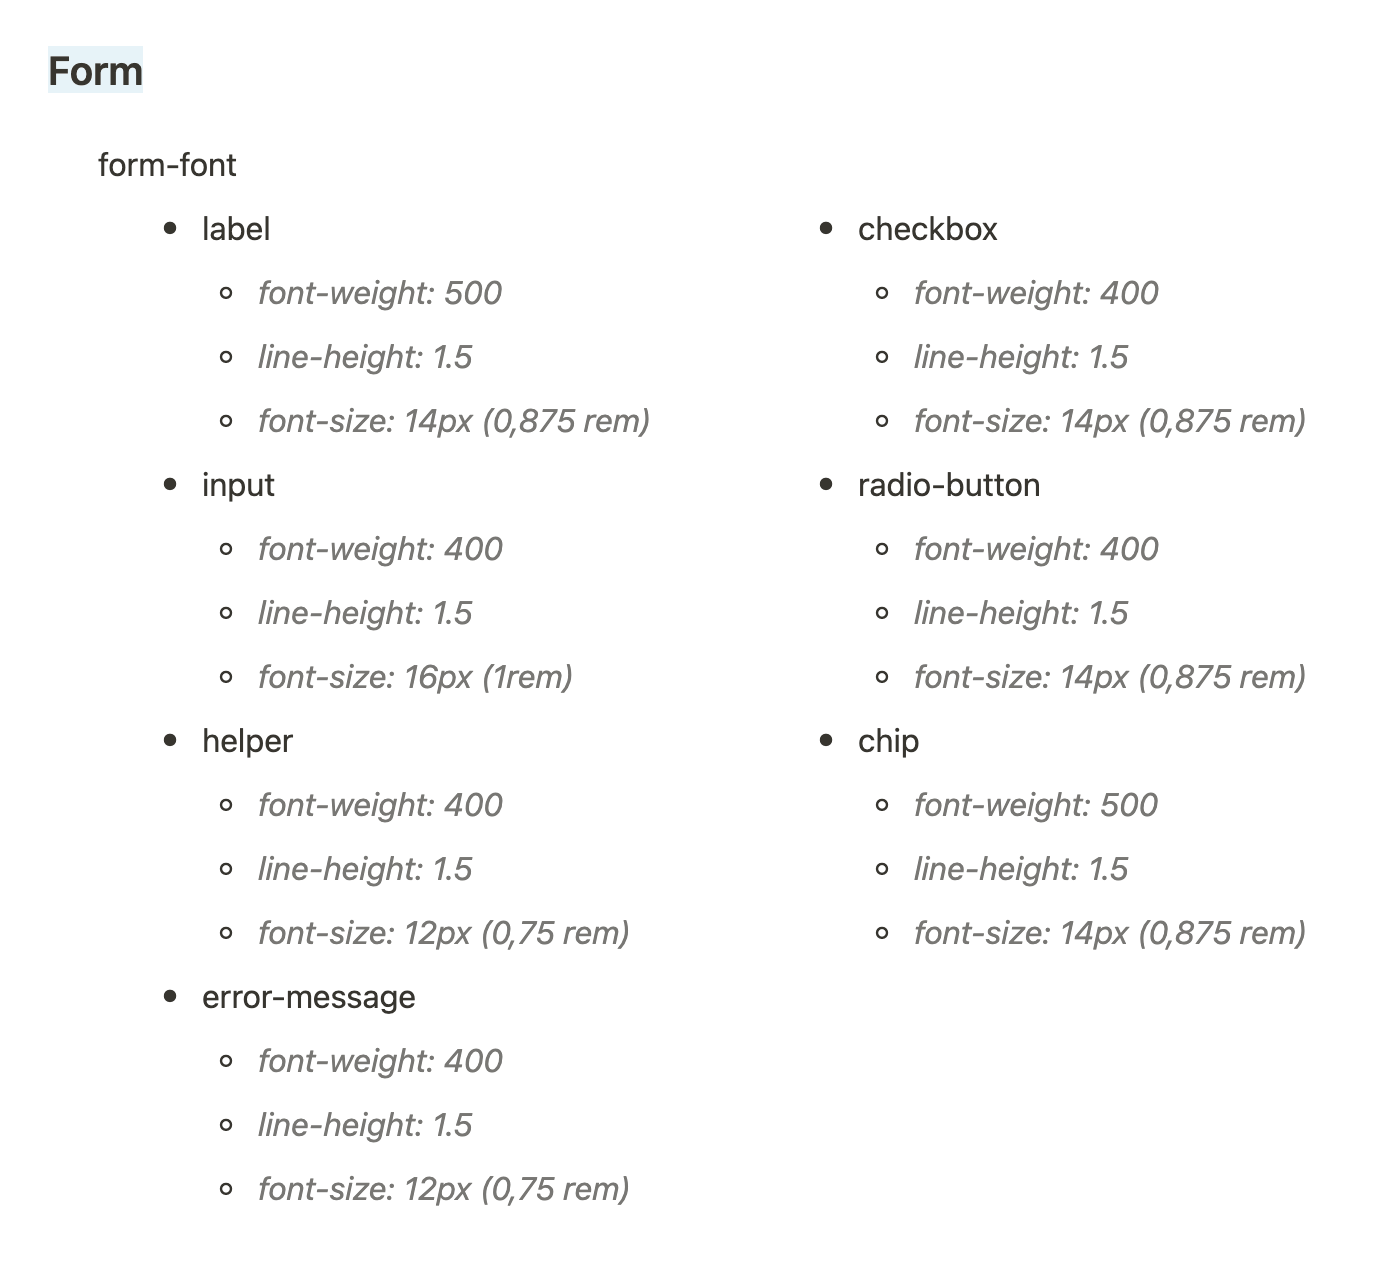 Form
form-font
label
font-weight: 500
line-height: 1.5
font-size: 14px (0,875 rem)
input
font-weight: 400
line-height: 1.5
font-size: 16px (1rem)
helper
font-weight: 400
line-height: 1.5
font-size: 12px (0,75 rem)
error-message
font-weight: 400
line-height: 1.5
font-size: 12px (0,75 rem)
checkbox
font-weight: 400
line-height: 1.5
font-size: 14px (0,875 rem)
radio-button
font-weight: 400
line-height: 1.5
font-size: 14px (0,875 rem)
chip
font-weight: 500
line-height: 1.5
font-size: 14px (0,875 rem)